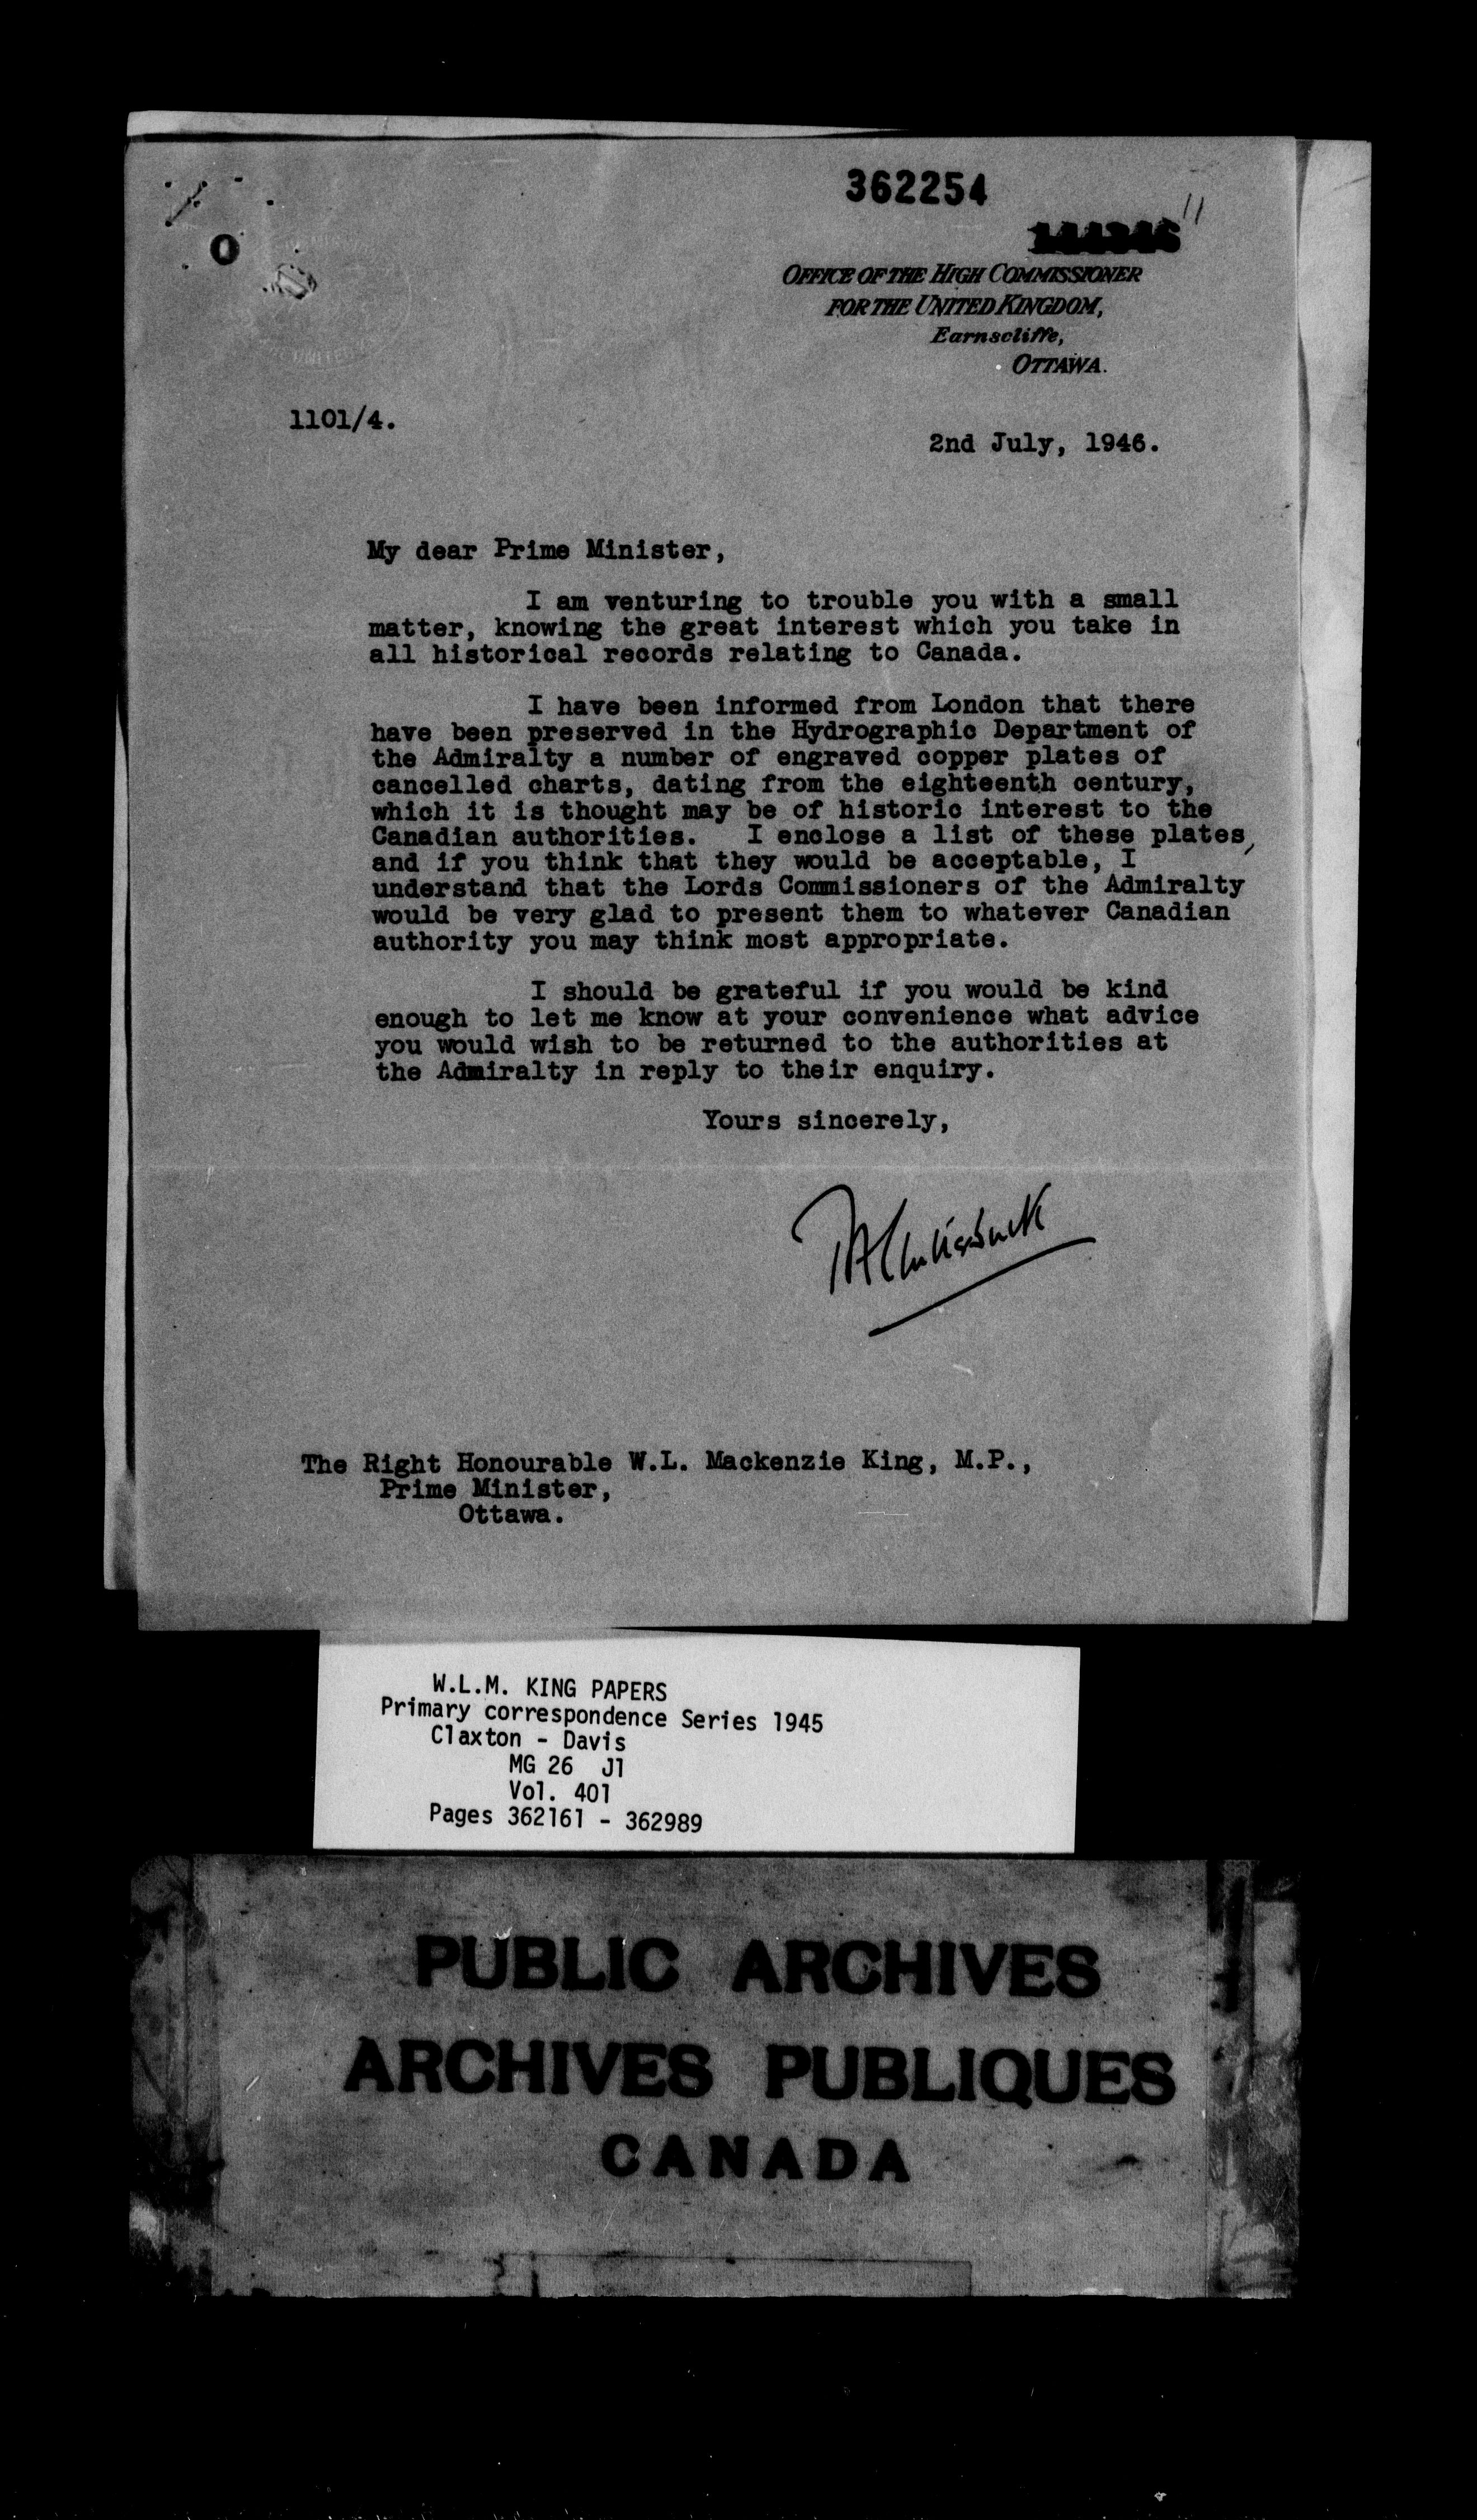 362254
OFFICE OF THE HIGH COMMISSIONER
FOR THE UNITED KINGDOM,
Earnscliffe,
OTTAWA.
1101/4.
2nd July, 1946.
My dear Prime Minister,
I am venturing to trouble you with a small
matter, knowing the great interest which you take in
all historical records relating to Canada.
I have been informed from London that there
have been preserved in the Hydrographic Department of
the Admiralty a number of engraved copper plates of
cancelled charts, dating from the eighteenth century,
which it is thought may be of historic interest to the
Canadian authorities. I enclose a list of these plates,
and if you think that they would be acceptable, I
understand that the Lords Commissioners of the Admiralty
would be very glad to present them to whatever Canadian
authority you may think most appropriate.
I should be grateful if you would be kind
enough to let me know at your convenience what advice
you would wish to be returned to the authorities at
the Admiralty in reply to their enquiry.
Yours sincerely,
The Right Honourable W.L. Mackenzie King, M.P.,
Prime Minister,
Ottawa.
W.L.M. KING PAPERS
Primary correspondence Series 1945
Claxton - Davis
MG 26 J1
Vol. 401
Pages 362161 - 362989
PUBLIC ARCHIVES
ARCHIVES PUBLIQUES
CANADA